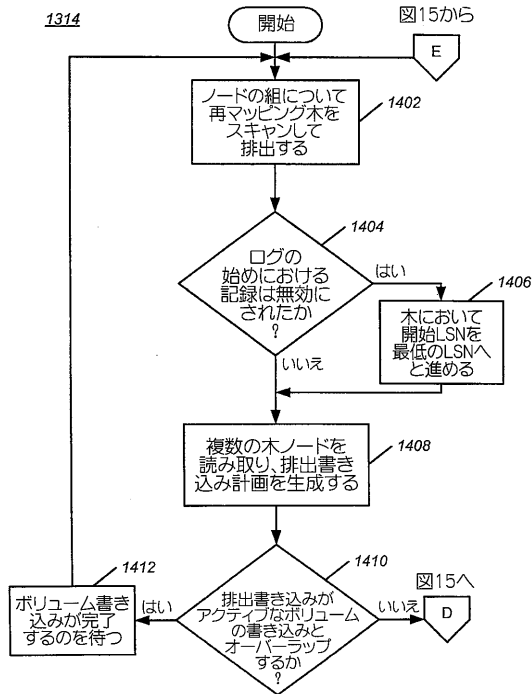 1314
開始
図15から
E
ノードの組について
再マッピング木を
スキャンして
排出する
1402
1404
ログの
始めにおける
記録は無効に
されたか
?
はい
1406
木において
開始LSNを
最低のLSNへ
と進める
いいえ
複数の木ノードを
読み取り、排出書き
込み計画を生成する
1408
1410
排出書き込みが
アクティブなボリューム
の書き込みと
オーバーラップ
するか
?
はい
1412
ボリューム書き
込みが完了
するのを待つ
いいえ
図15へ
D